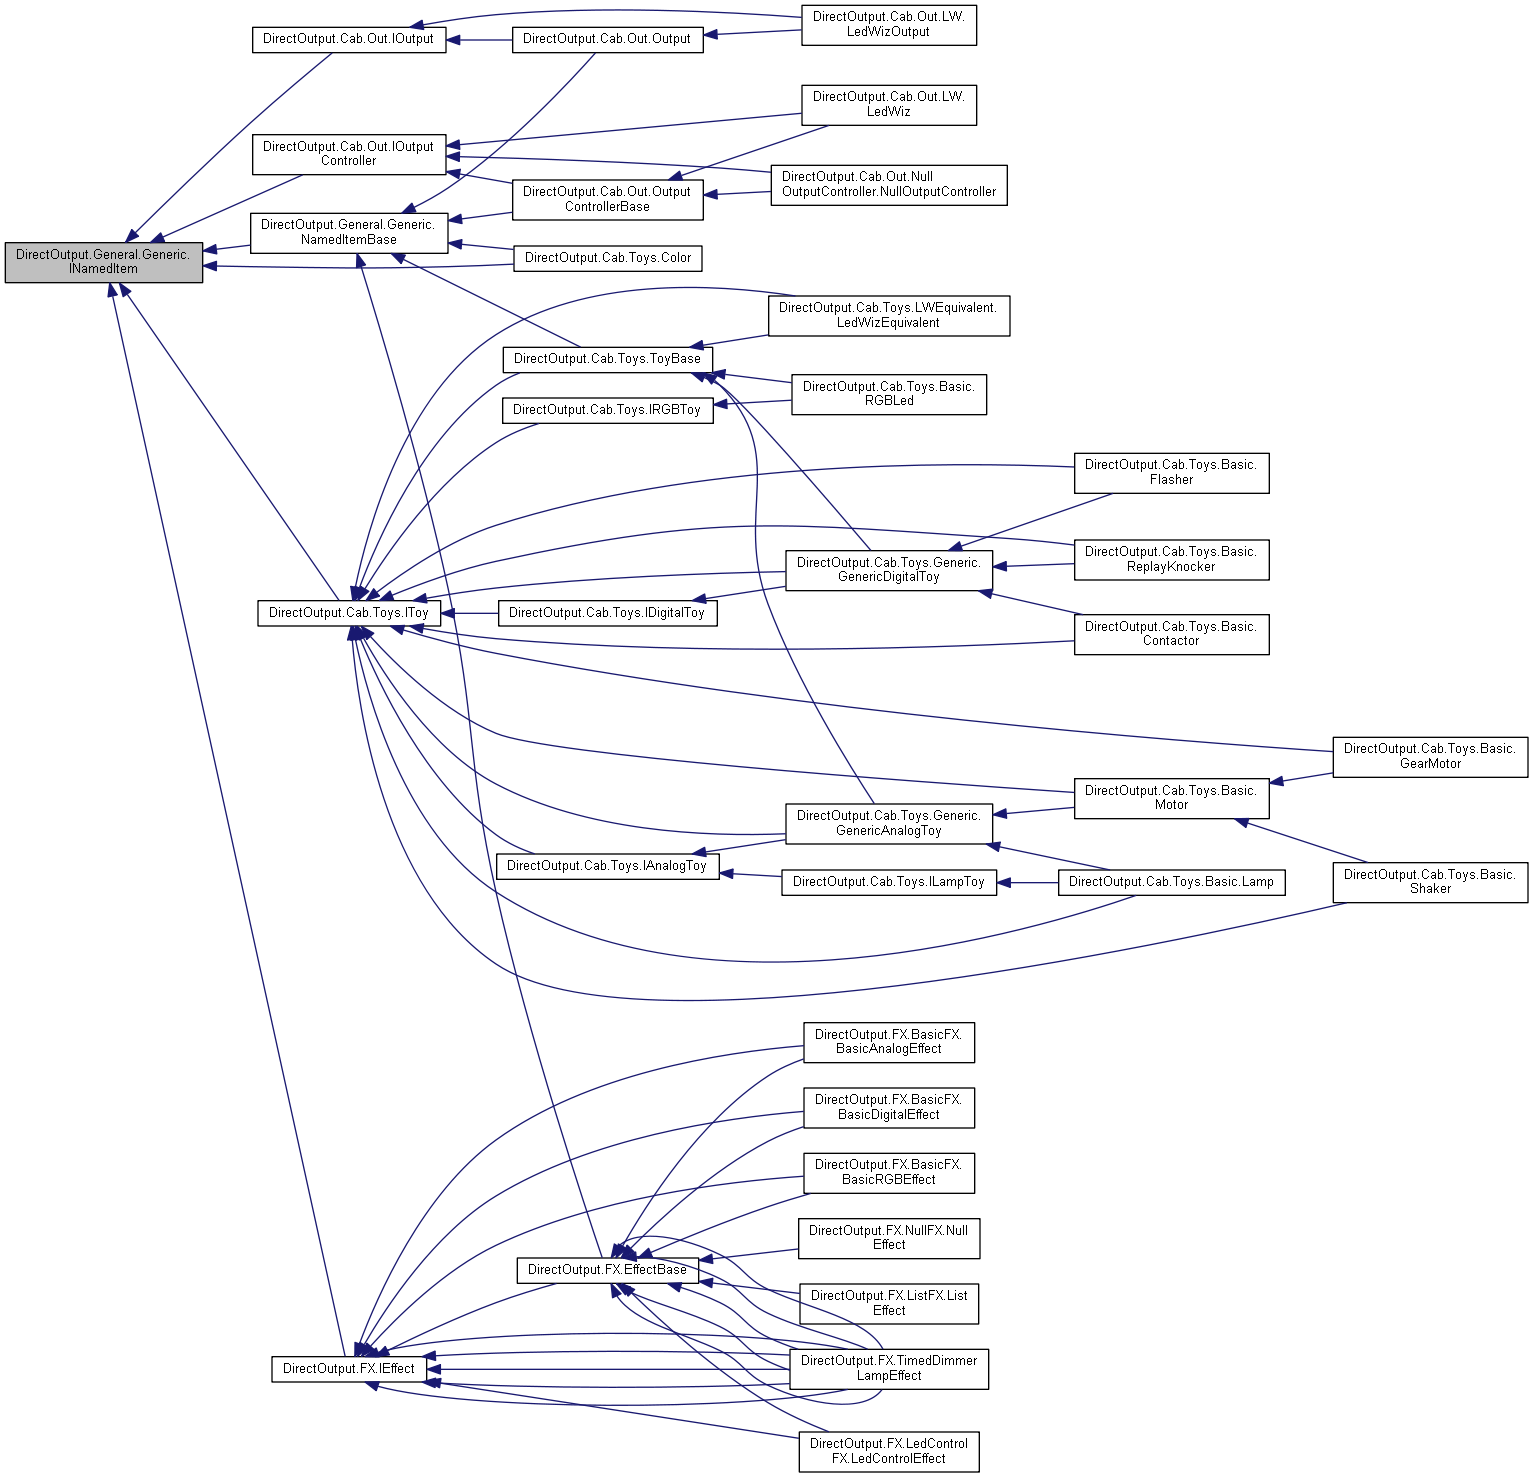 DirectOutput.Cab.Out.LW.
LedWizOutput
DirectOutput.Cab.Out.IOutput
DirectOutput.Cab.Out.Output
DirectOutput.Cab.Out.LW.
LedWiz
DirectOutput.Cab.Out.IOutput
Controller
DirectOutput.Cab.Out.Null
OutputController.NullOutputController
DirectOutput.Cab.Out.Output
ControllerBase
DirectOutput.General.Generic.
NamedItemBase
DirectOutput.General.Generic.
INamedItem
DirectOutput.Cab.Toys.Color
DirectOutput.Cab.Toys.LWEquivalent.
LedWizEquivalent
DirectOutput.Cab.Toys.ToyBase
DirectOutput.Cab.Toys.Basic.
RGBLed
DirectOutput.Cab.Toys.IRGBToy
DirectOutput.Cab.Toys.Basic.
Flasher
DirectOutput.Cab.Toys.Basic.
ReplayKnocker
DirectOutput.Cab.Toys.Generic.
GenericDigitalToy
DirectOutput.Cab.Toys.IToy
DirectOutput.Cab.Toys.IDigitalToy
DirectOutput.Cab.Toys.Basic.
Contactor
DirectOutput.Cab.Toys.Basic.
GearMotor
DirectOutput.Cab.Toys.Basic.
Motor
DirectOutput.Cab.Toys.Generic.
GenericAnalogToy
DirectOutput.Cab.Toys.IAnalogToy
DirectOutput.Cab.Toys.ILampToy
DirectOutput.Cab.Toys.Basic.Lamp
DirectOutput.Cab.Toys.Basic.
Shaker
DirectOutput.FX.BasicFX.
BasicAnalogEffect
DirectOutput.FX.BasicFX.
BasicDigitalEffect
DirectOutput.FX.BasicFX.
BasicRGBEffect
DirectOutput.FX.NullFX.Null
Effect
DirectOutput.FX.EffectBase
DirectOutput.FX.ListFX.List
Effect
DirectOutput.FX.IEffect
DirectOutput.FX.TimedDimmer
LampEffect
DirectOutput.FX.LedControl
FX.LedControlEffect